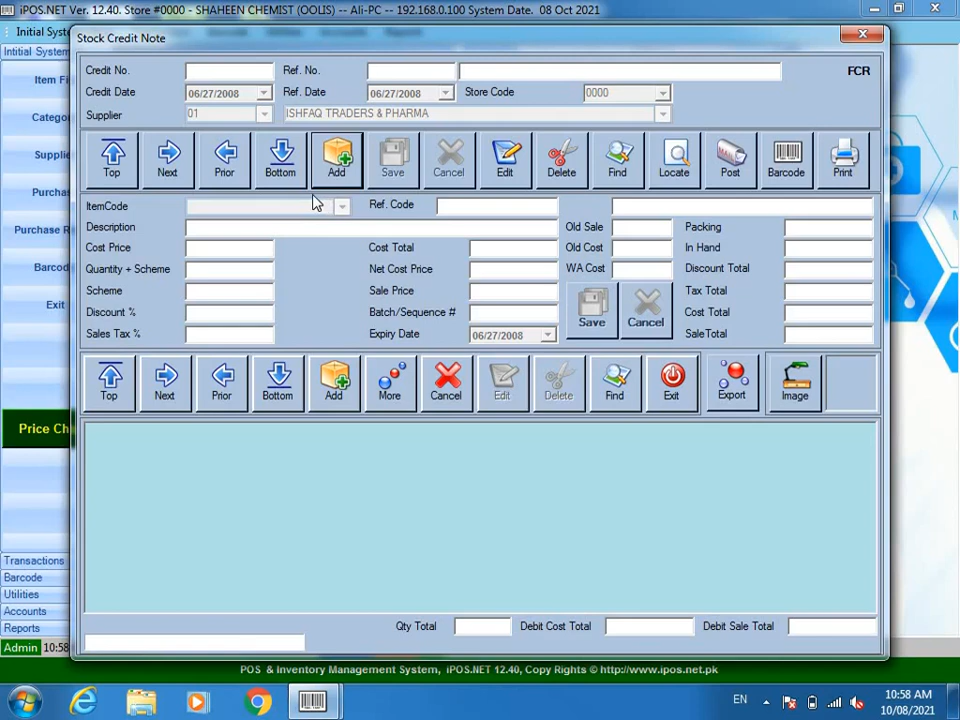 iPOS.NET Ver. 12.40. Store #0000 - SHAHEEN CHEMIST (OOLIS) -- Ali-PC -- 192.168.0.100 System Date. 08 Oct 2021
Initial Syste
Intitial System
Item Fi
Catego
Supplie
Purcha
Purchase R
Barcod
Exit
Price Ch
Transactions
Barcode
Utilities
Accounts
Reports
Admin 10:58
Stock Credit Note
Credit No. Ref. No. FCR
Credit Date 06/27/2008 Ref. Date 06/27/2008 Store Code 0000
Supplier 01 ISHFAQ TRADERS & PHARMA
Top Next Prior Bottom Add Save Cancel Edit Delete Find Locate Post Barcode Print
ItemCode Ref. Code
Description Old Sale Packing
Cost Price Cost Total Old Cost In Hand
Quantity + Scheme Net Cost Price WA Cost Discount Total
Scheme Sale Price Tax Total
Discount % Batch/Sequence # Save Cancel Cost Total
Sales Tax % Expiry Date 06/27/2008 SaleTotal
Top Next Prior Bottom Add More Cancel Edit Delete Find Exit Export Image
Qty Total Debit Cost Total Debit Sale Total
POS & Inventory Management System, iPOS.NET 12.40, Copy Rights © http://www.ipos.net.pk
EN 10:58 AM
10/08/2021